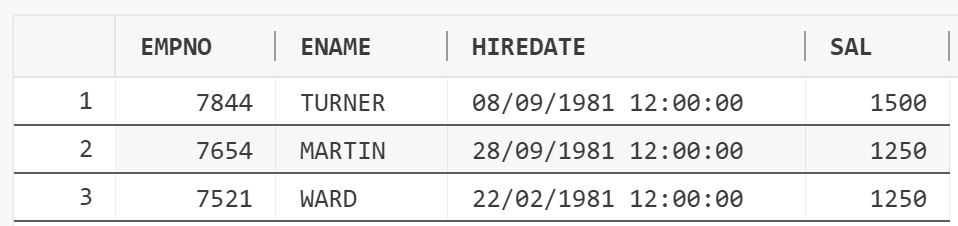 EMPNO ENAME HIREDATE SAL
1 7844 TURNER 08/09/1981 12:00:00 1500
2 7654 MARTIN 28/09/1981 12:00:00 1250
3 7521 WARD 22/02/1981 12:00:00 1250